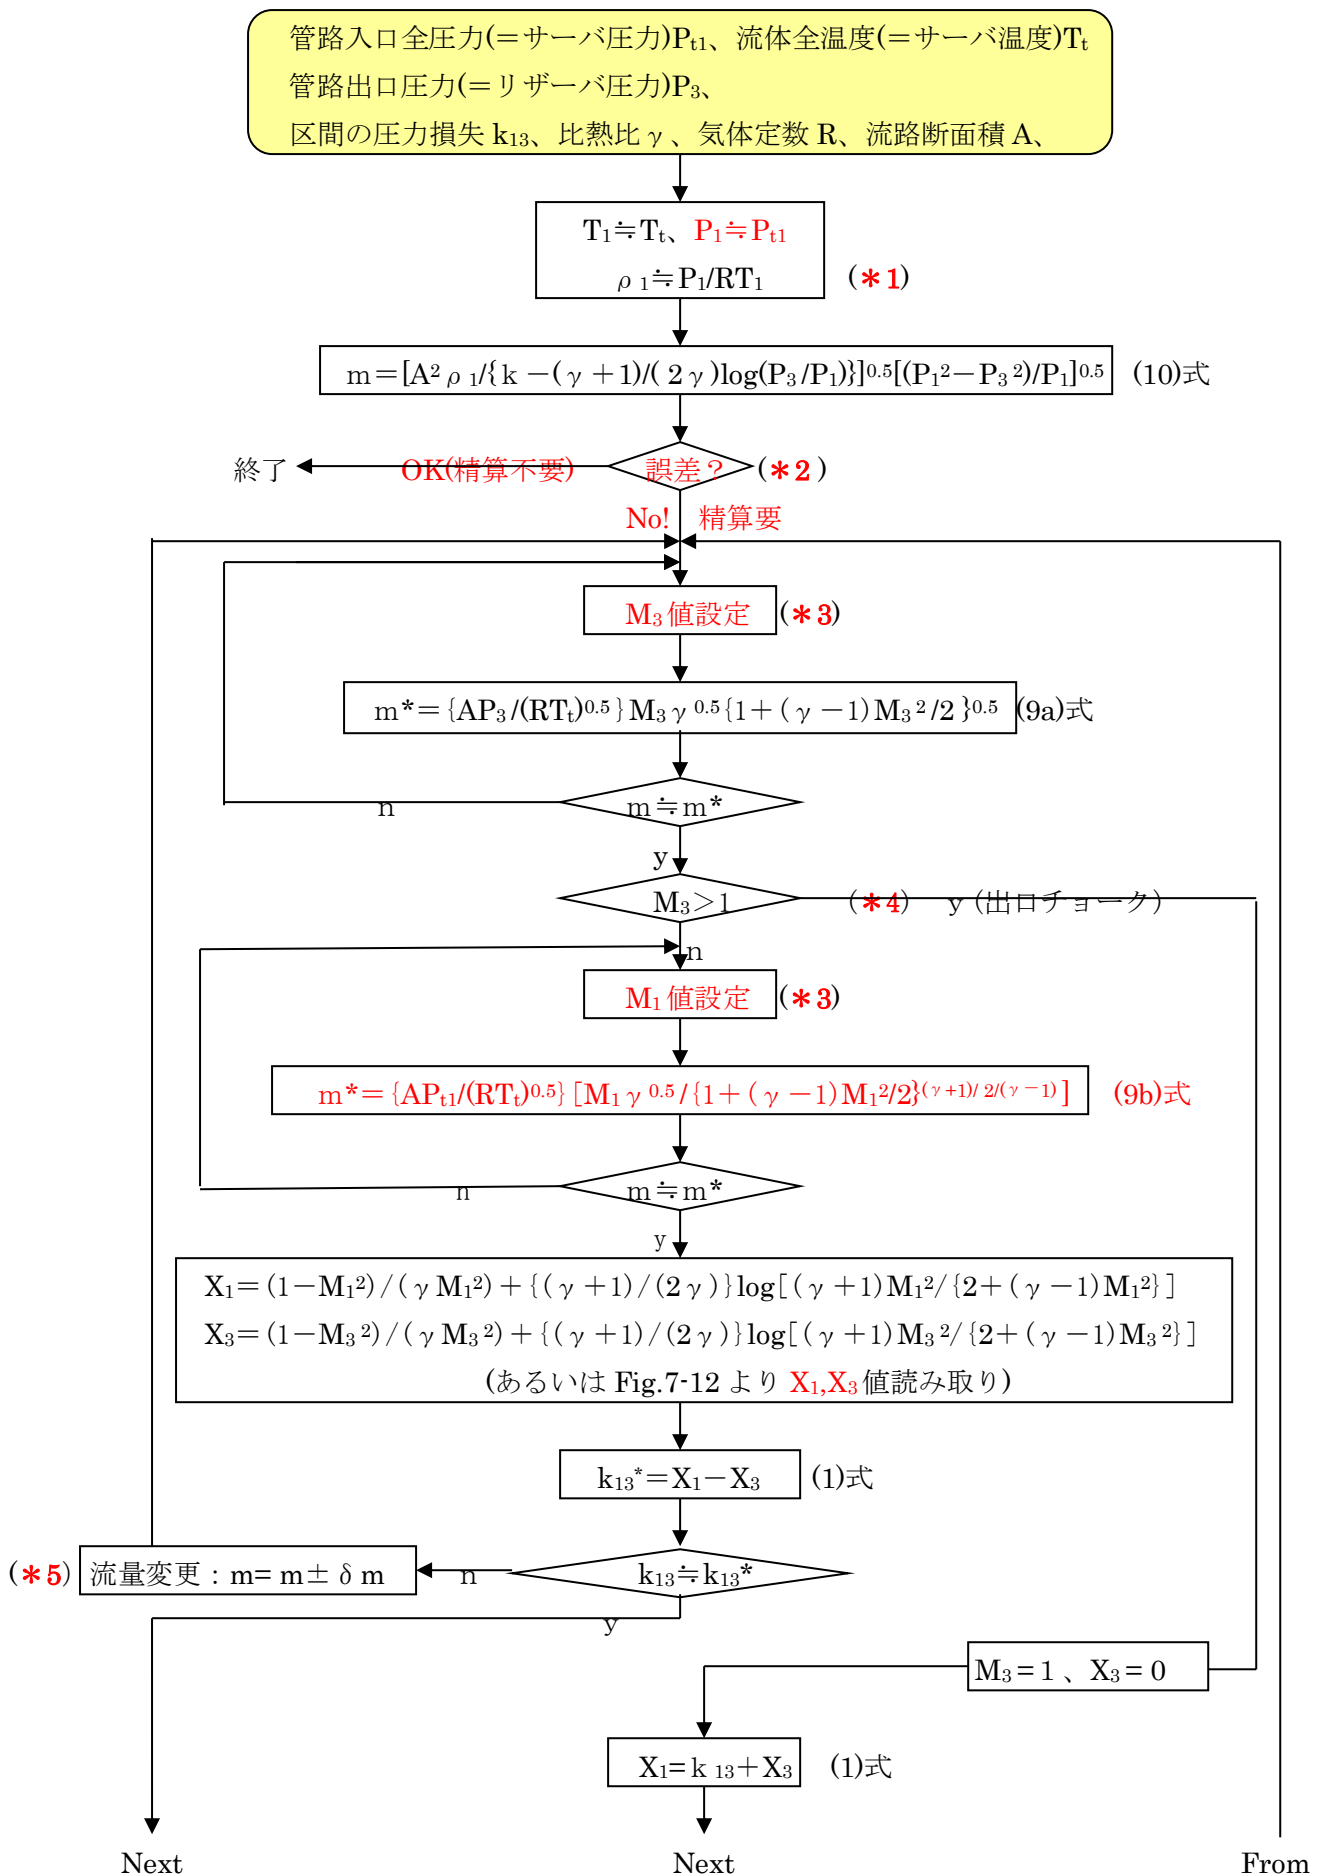 管路入口全圧力(=サーバ圧力)Pt1、流体全温度(=サーバ温度)Tt
管路出口圧力(=リザーバ圧力)P3、
区間の圧力損失 k13、比熱比γ、気体定数 R、流路断面積 A、
T1≒Tt、P1≒Pt1
ρ1≒P1/RT1 (*1)
m=[A²ρ1/{k-(γ+1)/(2γ)log(P3/P1)}]^0.5[(P1²-P3²)/P1]^0.5 (10)式
終了 OK(精算不要) 誤差? (*2)
No! 精算要
M3値設定 (*3)
m*={AP3/(RTt)^0.5}M3γ^0.5{1+(γ-1)M3²/2}^0.5 (9a)式
n m≒m*
y
M3>1 (*4) y (出口チョーク)
n
M1値設定 (*3)
m*={APt1/(RTt)^0.5}[M1γ^0.5/{1+(γ-1)M1²/2}^(γ+1)/2/(γ-1)] (9b)式
n m≒m*
y
X1=(1-M1²)/(γM1²)+{(γ+1)/(2γ)}log[(γ+1)M1²/{2+(γ-1)M1²}]
X3=(1-M3²)/(γM3²)+{(γ+1)/(2γ)}log[(γ+1)M3²/{2+(γ-1)M3²}]
(あるいは Fig.7-12 より X1,X3値読み取り)
k13*=X1-X3 (1)式
(*5) 流量変更：m= m±δm n k13≒k13*
y
M3=1、X3=0
X1=k13+X3 (1)式
Next Next From